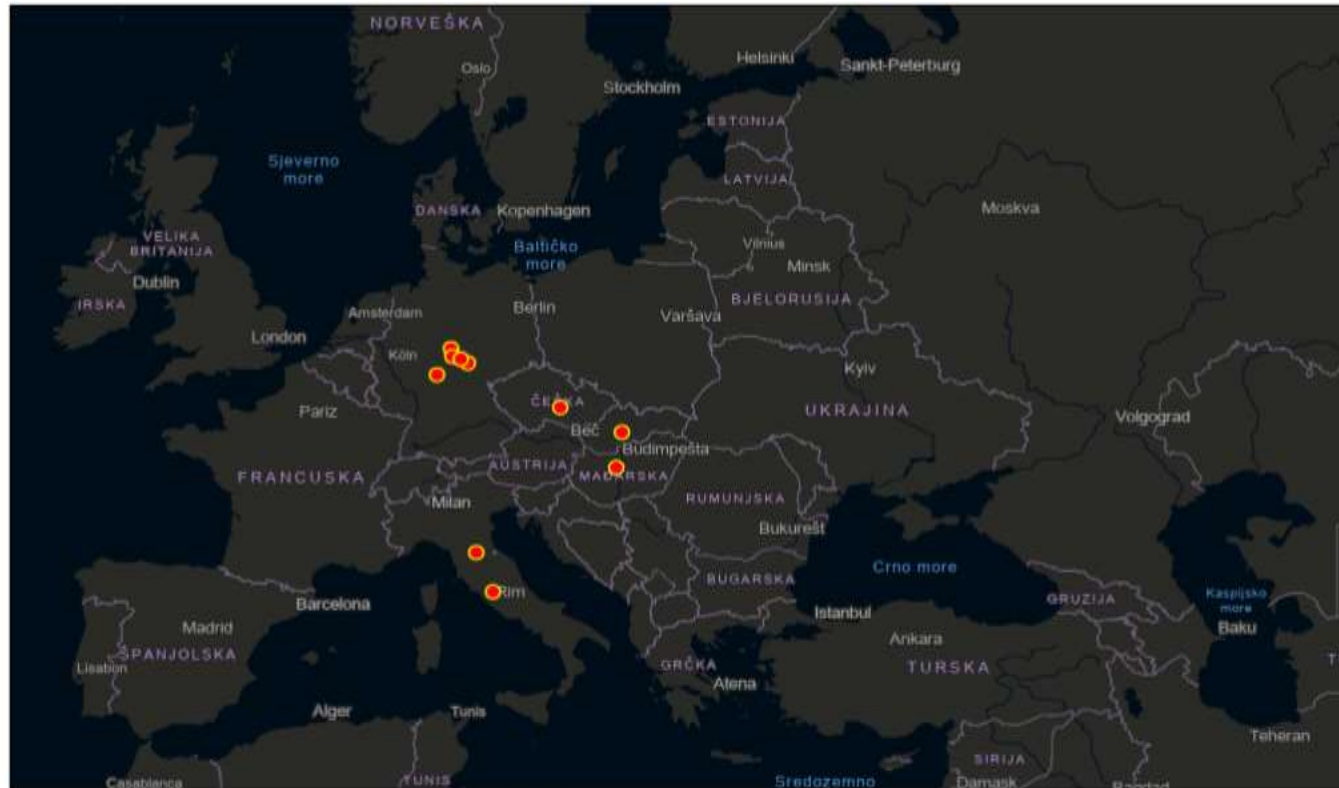 NORVEŠKA
Helsinki
Oslo
Sankt-Peterburg
Stockholm
ESTONIJA
Sjeverno
more
LATVIJA
DANSKA
Kopenhagen
Moskva
VELIKA
BRITANIJA
Baltičko
more
Vilnius
Minsk
Dublin
IRSKA
BJELORUSIJA
Amsterdam
Berlin
Varšava
London
Köln
Kyiv
ČEŠKA
Pariz
UKRAJINA
Volgograd
Beč
Budimpešta
AUSTRIJA
FRANCUSKA
MAĐARSKA
Milan
RUMUNJSKA
Bukurešt
Crno more
BUGARSKA
Rim
Barcelona
GRUZIJA
Kaspijsko
more
Istanbul
Baku
Madrid
Ankara
ŠPANJOLSKA
Lisabon
GRČKA
TURSKA
T
Atena
Alger
Tunis
Teheran
SIRIJA
Casablanca
TUNIS
Sredozemno
Damask
Bagdad